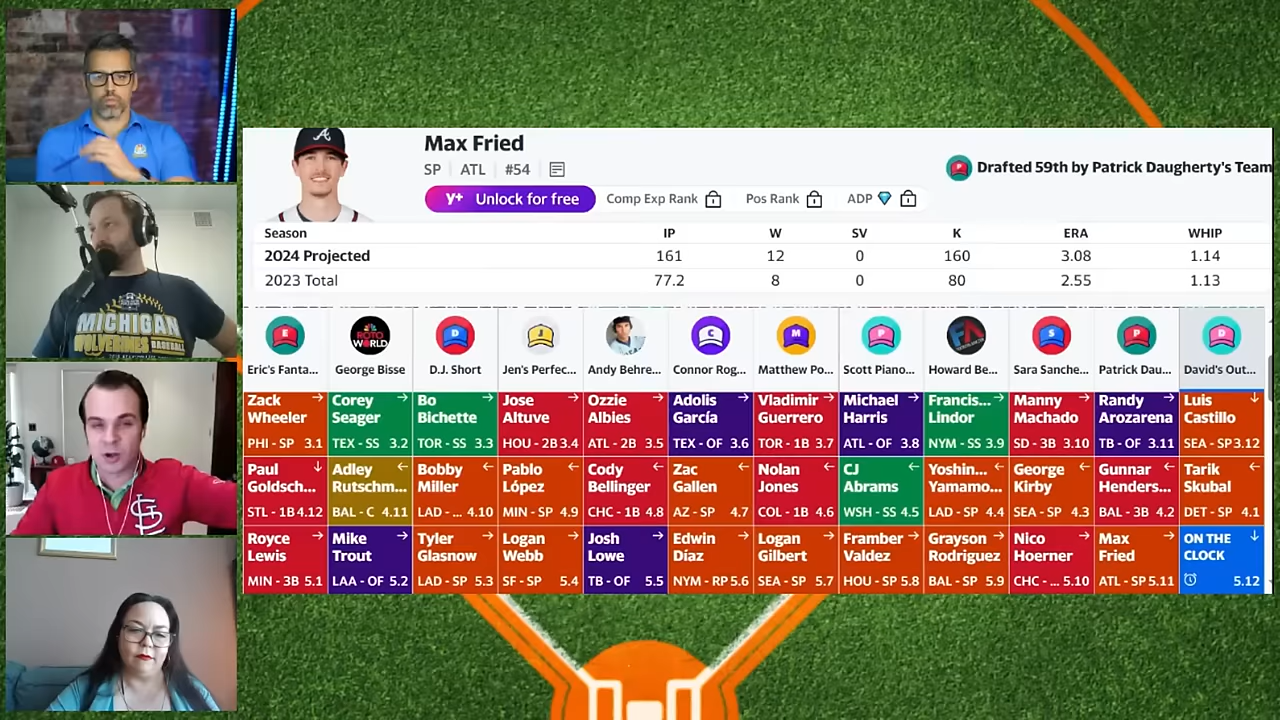 Max Fried
SP ATL #54
Drafted 59th by Patrick Daugherty's Team
y+ Unlock for free Comp Exp Rank Pos Rank ADP
Season IP W SV K ERA WHIP
2024 Projected 161 12 0 160 3.08 1.14
2023 Total 77.2 8 0 80 2.55 1.13
E ROTO WORLD D J C M P FA S P D
Eric's Fanta... George Bisse D.J. Short Jen's Perfec... Andy Behre... Connor Rog... Matthew Po... Scott Piano... Howard Be... Sara Sanche... Patrick Dau... David's Out...
Zack Corey Bo Jose Ozzie Adolis Vladimir Michael Francis... Manny Randy Luis
Wheeler Seager Bichette Altuve Albies García Guerrero Harris Lindor Machado Arozarena Castillo
PHI - SP 3.1 TEX - SS 3.2 TOR - SS 3.3 HOU - 2B 3.4 ATL - 2B 3.5 TEX - OF 3.6 TOR - 1B 3.7 ATL - OF 3.8 NYM - SS 3.9 SD - 3B 3.10 TB - OF 3.11 SEA - SP 3.12
Paul Adley Bobby Pablo Cody Zac Nolan CJ Yoshin... George Gunnar Tarik
Goldsch... Rutschm... Miller López Bellinger Gallen Jones Abrams Yamamo... Kirby Henders... Skubal
STL - 1B 4.12 BAL - C 4.11 LAD - ... 4.10 MIN - SP 4.9 CHC - 1B 4.8 AZ - SP 4.7 COL - 1B 4.6 WSH - SS 4.5 LAD - SP 4.4 SEA - SP 4.3 BAL - 3B 4.2 DET - SP 4.1
Royce Mike Tyler Logan Josh Edwin Logan Framber Grayson Nico Max ON THE
Lewis Trout Glasnow Webb Lowe Díaz Gilbert Valdez Rodriguez Hoerner Fried CLOCK
MIN - 3B 5.1 LAA - OF 5.2 LAD - SP 5.3 SF - SP 5.4 TB - OF 5.5 NYM - RP 5.6 SEA - SP 5.7 HOU - SP 5.8 BAL - SP 5.9 CHC - ... 5.10 ATL - SP 5.11 5.12
MICHIGAN
WOLVERINES BASEBALL